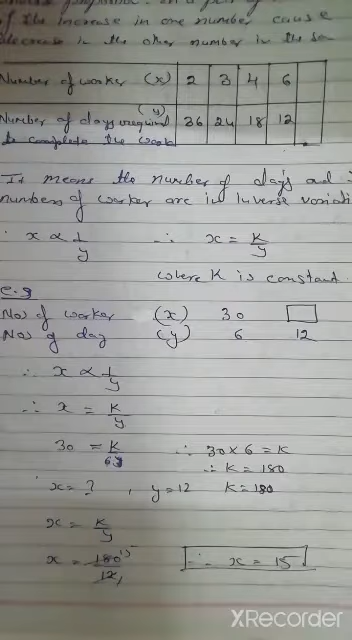 of the increase in one number cause
decrease in the other number in the sa
Number of worker (x) 2 3 4 6
Number of days required (y) 36 24 18 12
to complete the work
It means the number of days and
numbers of worker are in inverse variati
∴ x ∝ 1/y ∴ x = K/y
where K is constant.
e.g
No. of worker (x) 30 □
No. of day (y) 6 12
∴ x ∝ 1/y
∴ x = K/y
30 = K/6 ∴ 30 × 6 = K
∴ K = 180
x = ? , y = 12 K = 180
x = K/y
x = 180/12 15 ∴ x = 15
XRecorder